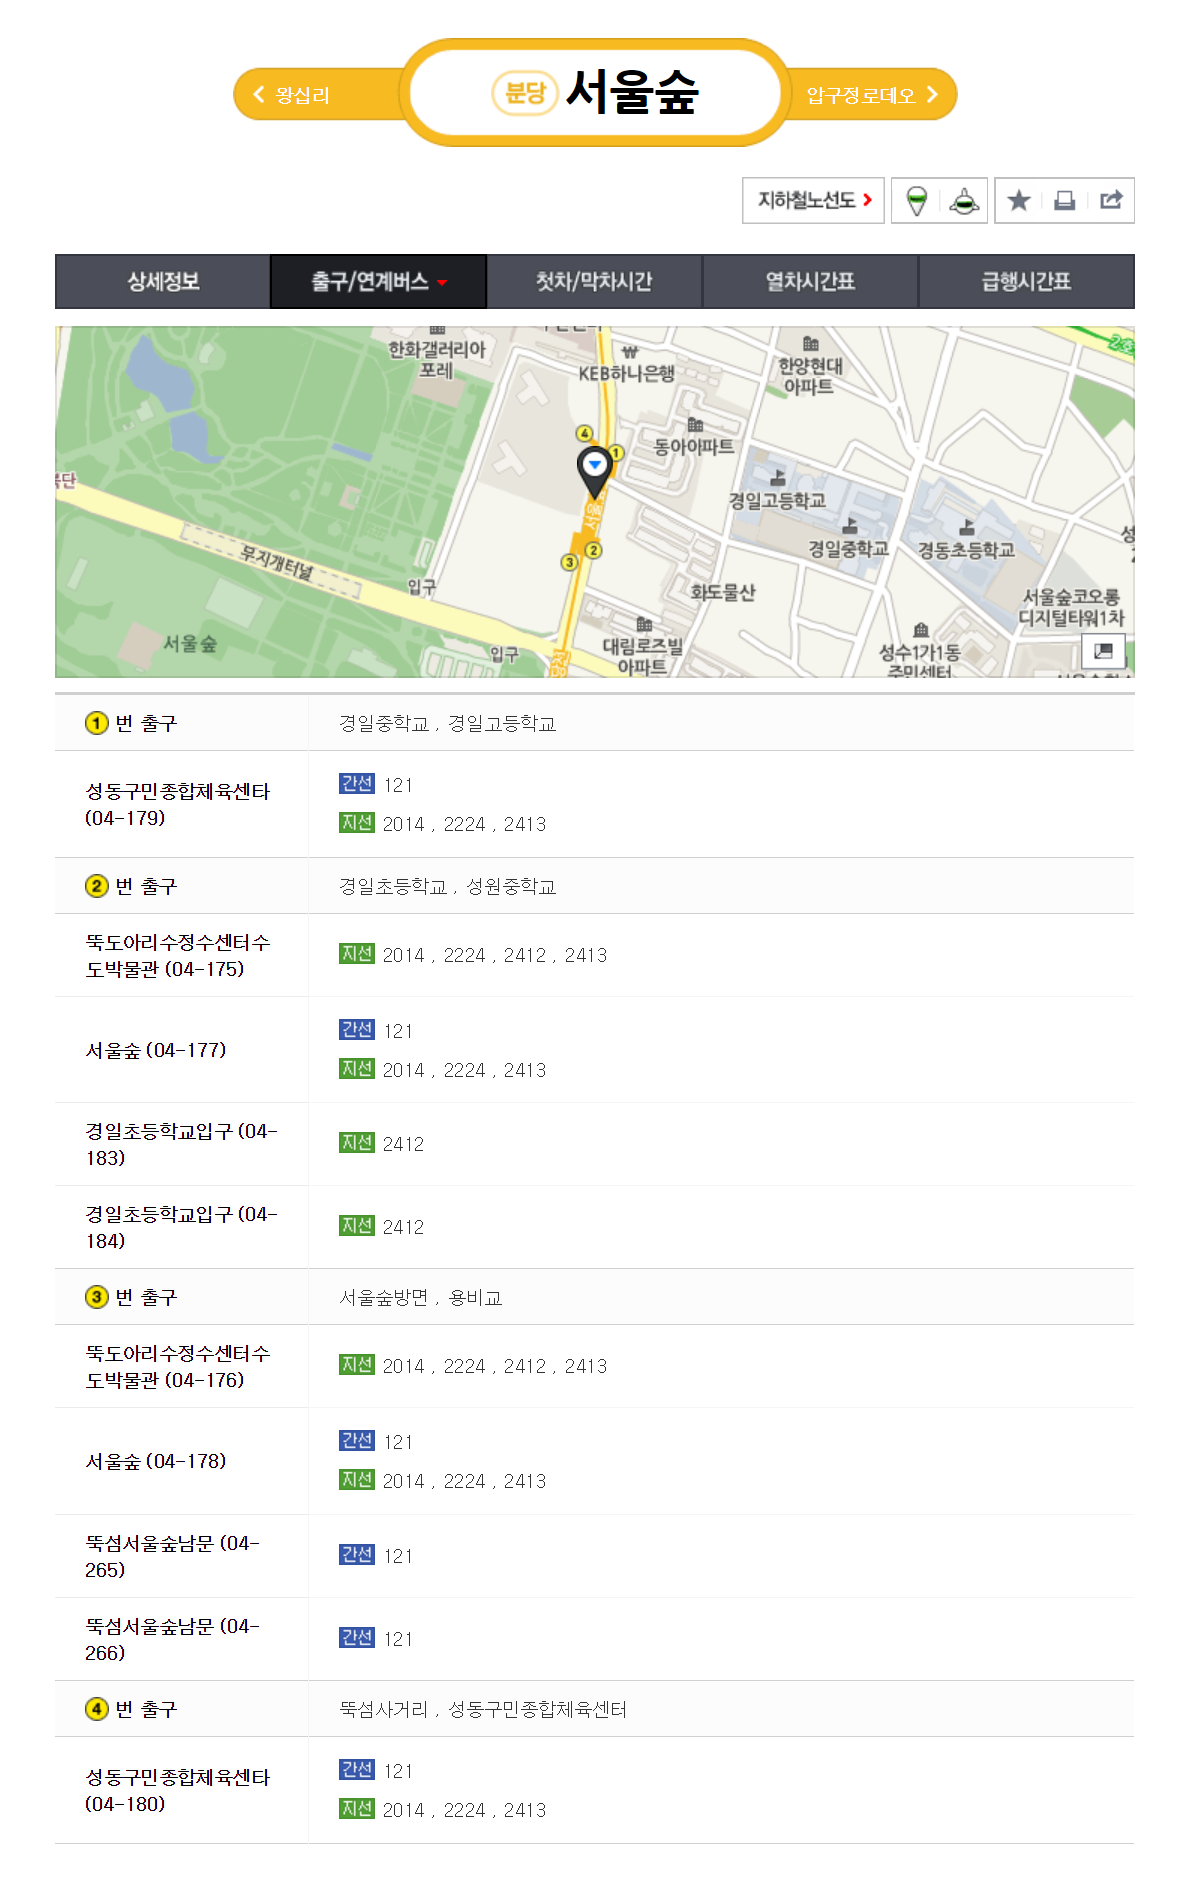 왕십리
분당 서울숲
압구정로데오
지하철노선도
상세정보
출구/연계버스
첫차/막차시간
열차시간표
급행시간표
한화갤러리아
포레
KEB하나은행
한양현대
아파트
4
1
동아아파트
경일고등학교
경일중학교
경동초등학교
무지개터널
2
3
입구
화도물산
서울숲코오롱
디지털타워1차
서울숲
입구
대림로즈빌
아파트
성수1가1동
주민센터
1 번 출구
경일중학교 , 경일고등학교
성동구민종합체육센타
(04-179)
간선 121
지선 2014 , 2224 , 2413
2 번 출구
경일초등학교 , 성원중학교
뚝도아리수정수센터수
도박물관 (04-175)
지선 2014 , 2224 , 2412 , 2413
서울숲 (04-177)
간선 121
지선 2014 , 2224 , 2413
경일초등학교입구 (04-
183)
지선 2412
경일초등학교입구 (04-
184)
지선 2412
3 번 출구
서울숲방면 , 용비교
뚝도아리수정수센터수
도박물관 (04-176)
지선 2014 , 2224 , 2412 , 2413
서울숲 (04-178)
간선 121
지선 2014 , 2224 , 2413
뚝섬서울숲남문 (04-
265)
간선 121
뚝섬서울숲남문 (04-
266)
간선 121
4 번 출구
뚝섬사거리 , 성동구민종합체육센터
성동구민종합체육센타
(04-180)
간선 121
지선 2014 , 2224 , 2413